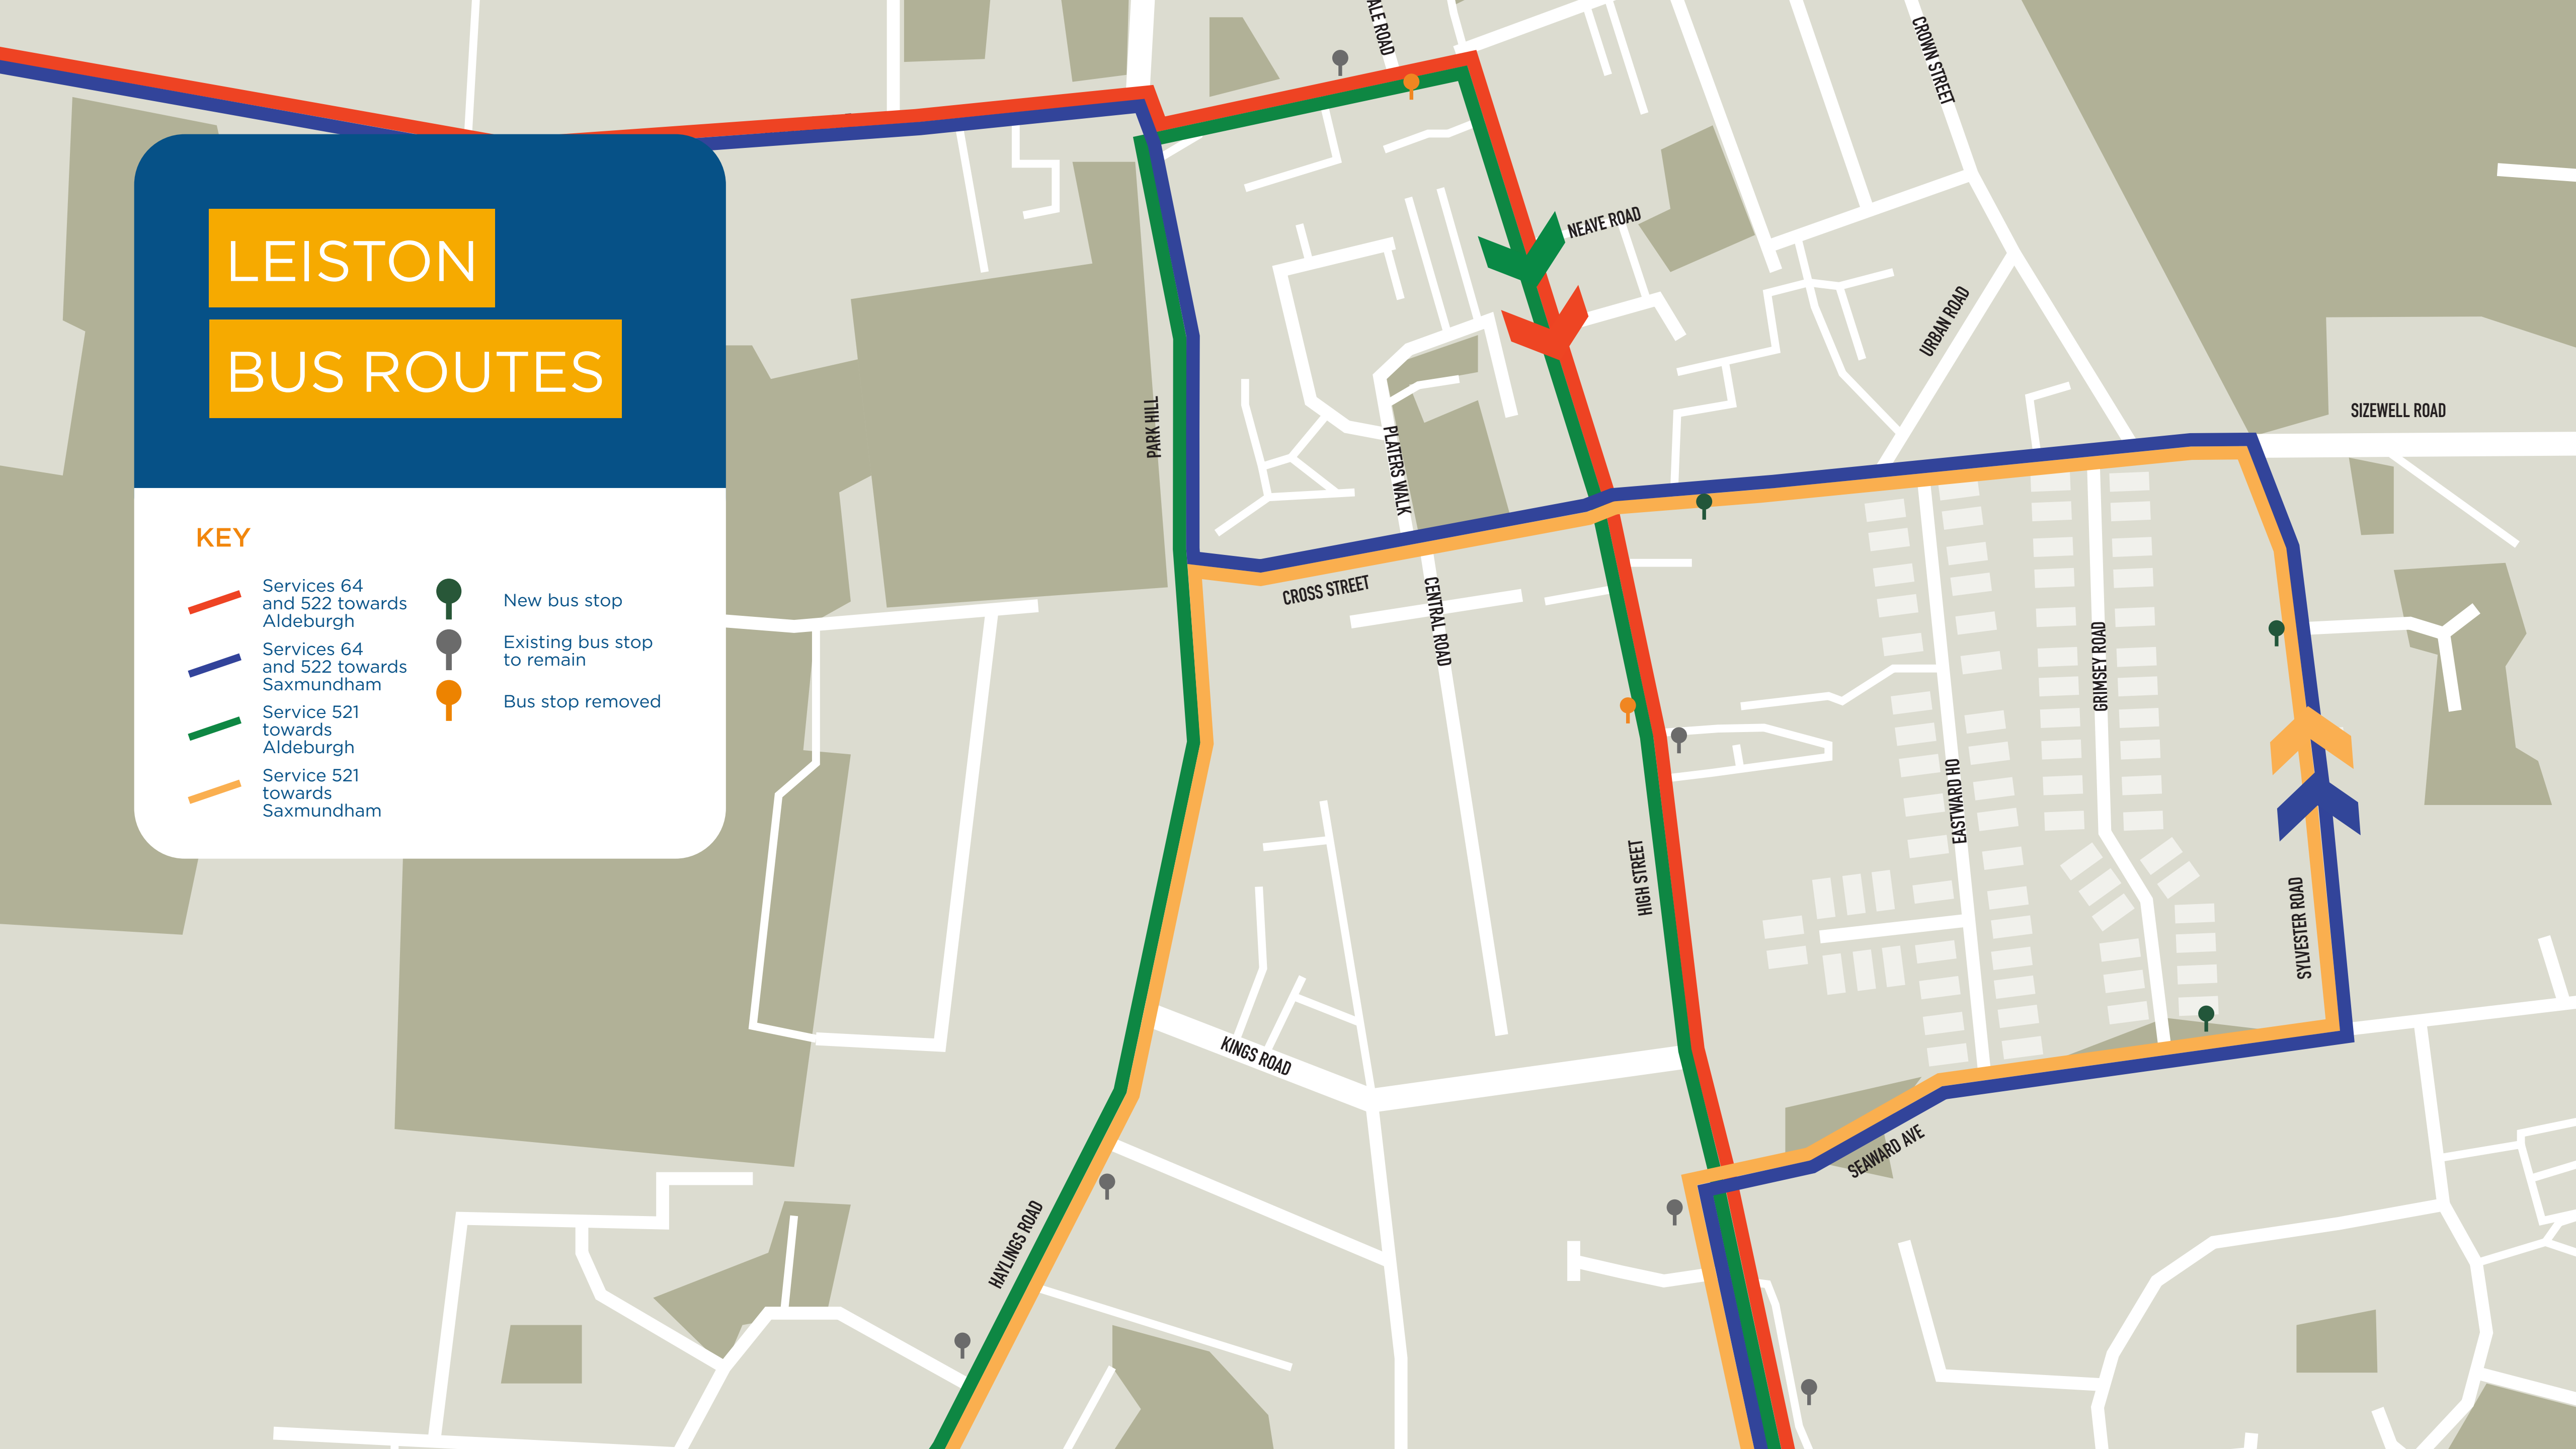 LEISTON
BUS ROUTES
KEY
Services 64
and 522 towards
Aldeburgh
Services 64
and 522 towards
Saxmundham
Service 521
towards
Aldeburgh
Service 521
towards
Saxmundham
New bus stop
Existing bus stop
to remain
Bus stop removed
ALE ROAD
CROWN STREET
NEAVE ROAD
URBAN ROAD
SIZEWELL ROAD
PARK HILL
PLATERS WALK
CROSS STREET
CENTRAL ROAD
GRIMSEY ROAD
EASTWARD HO
HIGH STREET
SYLVESTER ROAD
KINGS ROAD
SEAWARD AVE
HAYLINGS ROAD